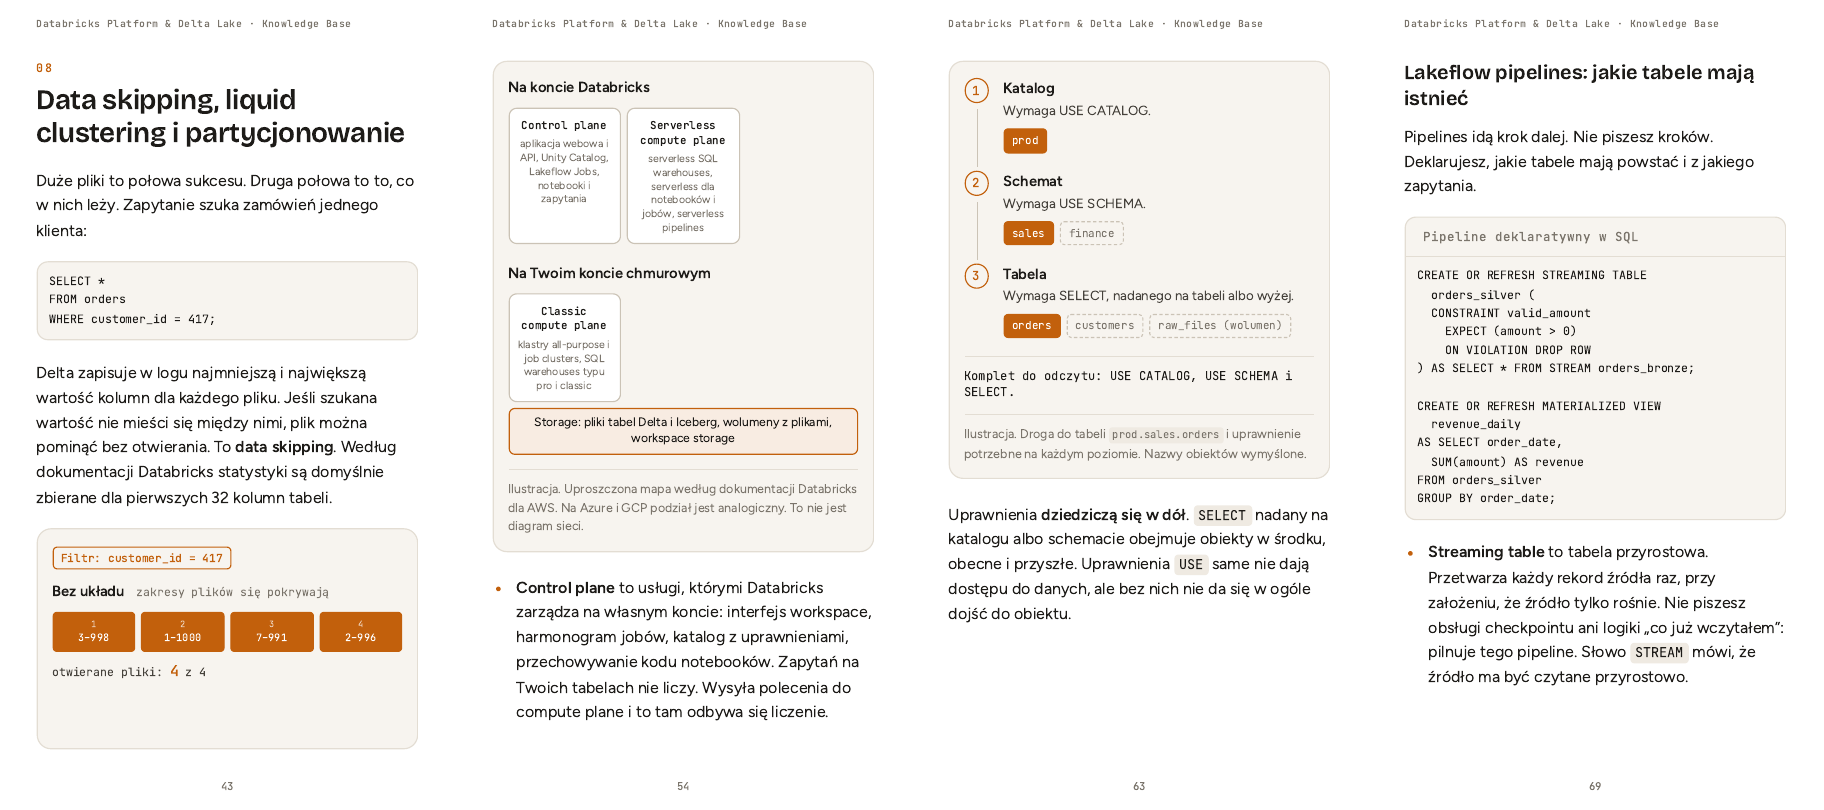 Databricks Platform & Delta Lake · Knowledge Base
08
Data skipping, liquid
clustering i partycjonowanie
Duże pliki to połowa sukcesu. Druga połowa to to, co
w nich leży. Zapytanie szuka zamówień jednego
klienta:
SELECT *
FROM orders
WHERE customer_id = 417;
Delta zapisuje w logu najmniejszą i największą
wartość kolumn dla każdego pliku. Jeśli szukana
wartość nie mieści się między nimi, plik można
pominąć bez otwierania. To data skipping. Według
dokumentacji Databricks statystyki są domyślnie
zbierane dla pierwszych 32 kolumn tabeli.
Filtr: customer_id = 417
Bez układu zakresy plików się pokrywają
1 2 3 4
3–998 1–1000 7–991 2–996
otwierane pliki: 4 z 4
43
Databricks Platform & Delta Lake · Knowledge Base
Na koncie Databricks
Control plane
aplikacja webowa i
API, Unity Catalog,
Lakeflow Jobs,
notebooki i
zapytania
Serverless
compute plane
serverless SQL
warehouses,
serverless dla
notebooków i
jobów, serverless
pipelines
Na Twoim koncie chmurowym
Classic
compute plane
klastry all-purpose i
job clusters, SQL
warehouses typu
pro i classic
Storage: pliki tabel Delta i Iceberg, wolumeny z plikami,
workspace storage
Ilustracja. Uproszczona mapa według dokumentacji Databricks
dla AWS. Na Azure i GCP podział jest analogiczny. To nie jest
diagram sieci.
• Control plane to usługi, którymi Databricks
zarządza na własnym koncie: interfejs workspace,
harmonogram jobów, katalog z uprawnieniami,
przechowywanie kodu notebooków. Zapytań na
Twoich tabelach nie liczy. Wysyła polecenia do
compute plane i to tam odbywa się liczenie.
54
Databricks Platform & Delta Lake · Knowledge Base
1 Katalog
Wymaga USE CATALOG.
prod
2 Schemat
Wymaga USE SCHEMA.
sales finance
3 Tabela
Wymaga SELECT, nadanego na tabeli albo wyżej.
orders customers raw_files (wolumen)
Komplet do odczytu: USE CATALOG, USE SCHEMA i
SELECT.
Ilustracja. Droga do tabeli prod.sales.orders i uprawnienie
potrzebne na każdym poziomie. Nazwy obiektów wymyślone.
Uprawnienia dziedziczą się w dół. SELECT nadany na
katalogu albo schemacie obejmuje obiekty w środku,
obecne i przyszłe. Uprawnienia USE same nie dają
dostępu do danych, ale bez nich nie da się w ogóle
dojść do obiektu.
63
Databricks Platform & Delta Lake · Knowledge Base
Lakeflow pipelines: jakie tabele mają
istnieć
Pipelines idą krok dalej. Nie piszesz kroków.
Deklarujesz, jakie tabele mają powstać i z jakiego
zapytania.
Pipeline deklaratywny w SQL
CREATE OR REFRESH STREAMING TABLE
orders_silver (
CONSTRAINT valid_amount
EXPECT (amount > 0)
ON VIOLATION DROP ROW
) AS SELECT * FROM STREAM orders_bronze;
CREATE OR REFRESH MATERIALIZED VIEW
revenue_daily
AS SELECT order_date,
SUM(amount) AS revenue
FROM orders_silver
GROUP BY order_date;
• Streaming table to tabela przyrostowa.
Przetwarza każdy rekord źródła raz, przy
założeniu, że źródło tylko rośnie. Nie piszesz
obsługi checkpointu ani logiki „co już wczytałem”:
pilnuje tego pipeline. Słowo STREAM mówi, że
źródło ma być czytane przyrostowo.
69